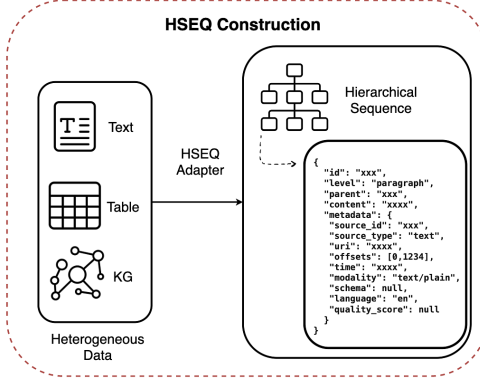 HSEQ Construction
Text
Table
KG
Heterogeneous
Data
HSEQ
Adapter
Hierarchical
Sequence
{
"id": "xxx",
"level": "paragraph",
"parent": "xxx",
"content": "xxxx",
"metadata": {
"source_id": "xxx",
"source_type": "text",
"uri": "xxxx",
"offsets": [0,1234],
"time": "xxxx",
"modality": "text/plain",
"schema": null,
"language": "en",
"quality_score": null
}
}